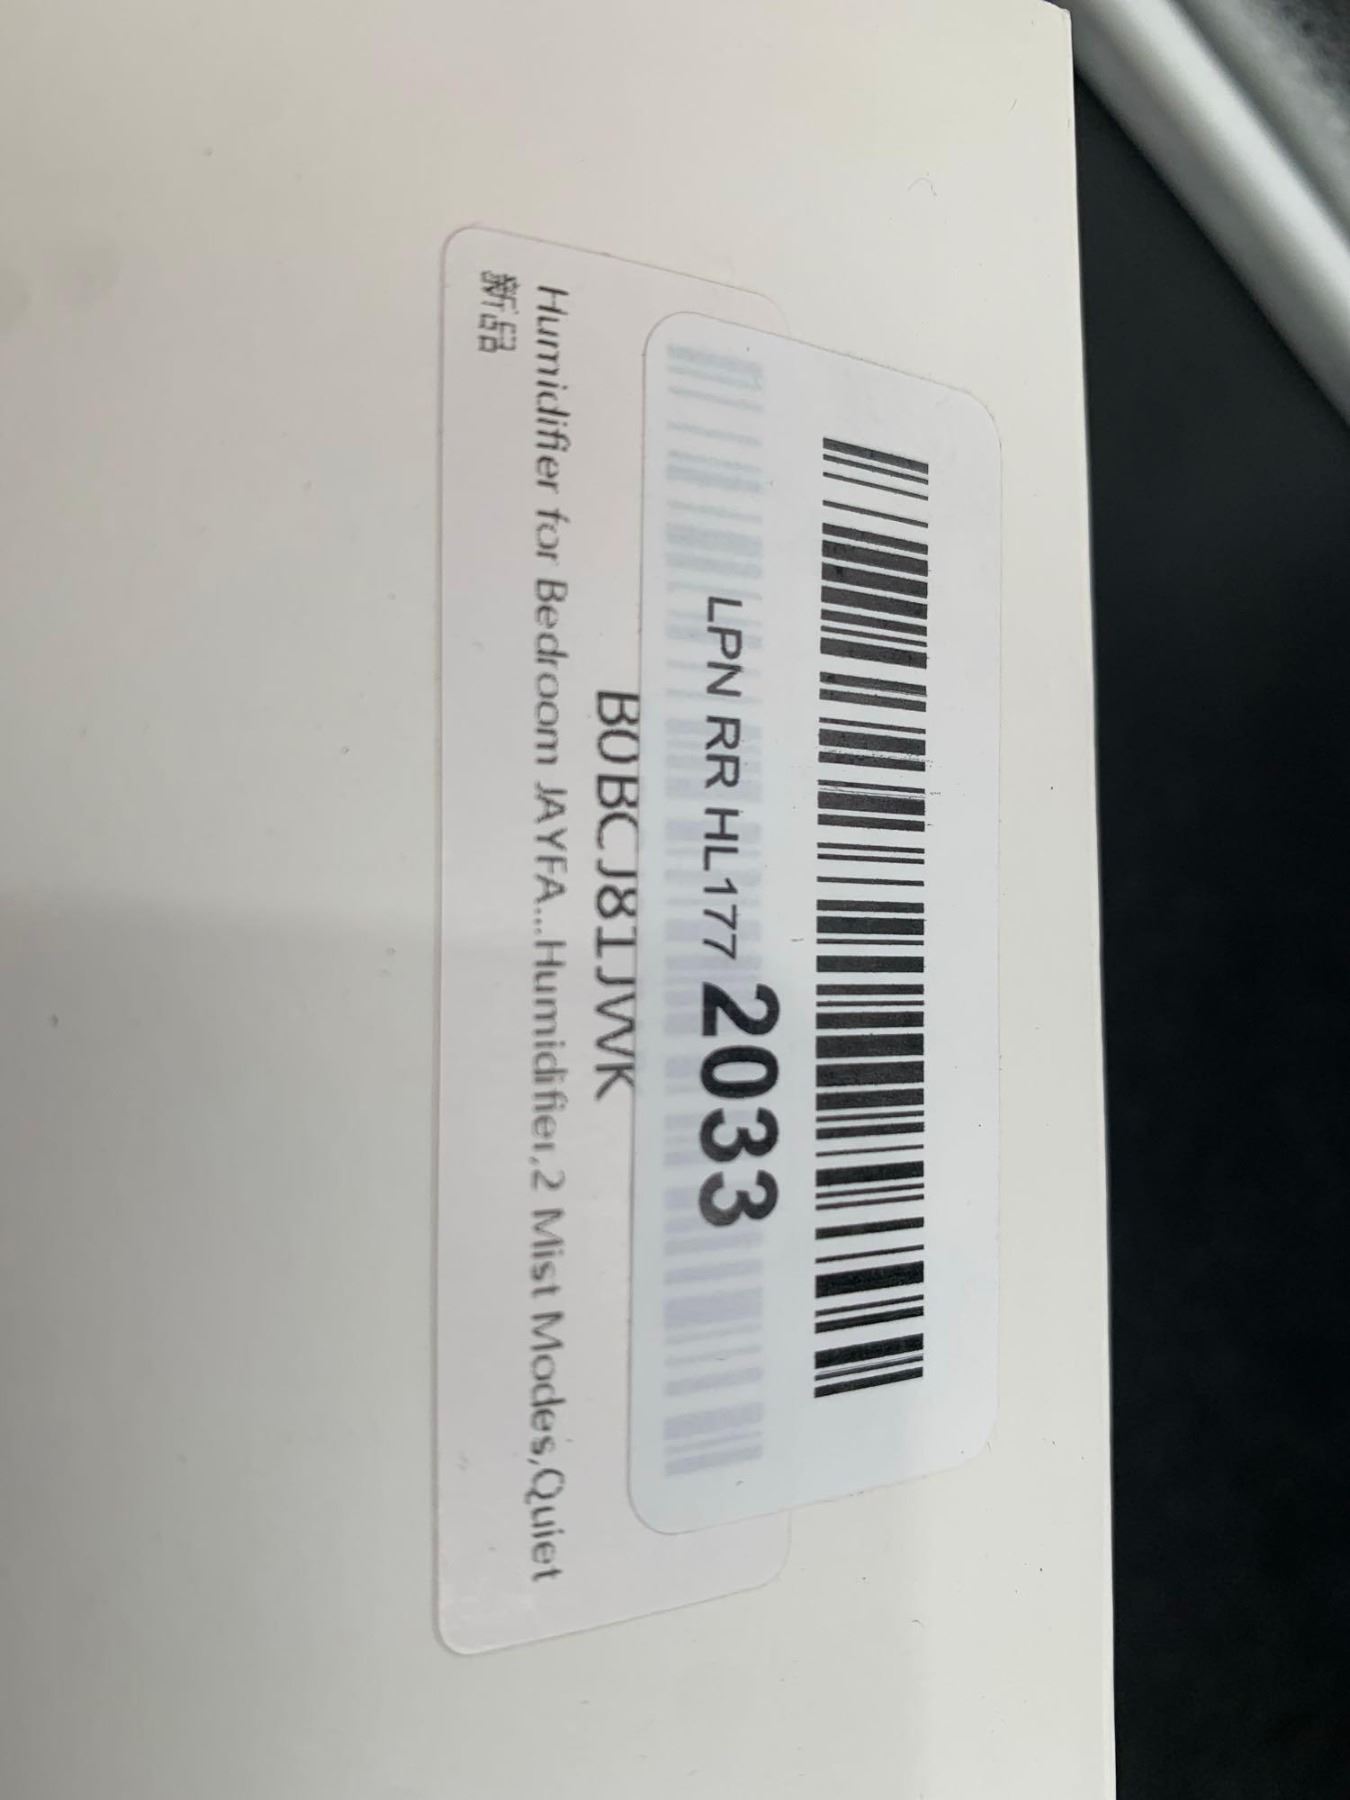 LPN RR HL177 2033
B0BCJ81JWK
Humidifier for Bedroom JAYFA...Humidifier,2 Mist Modes,Quiet
新品